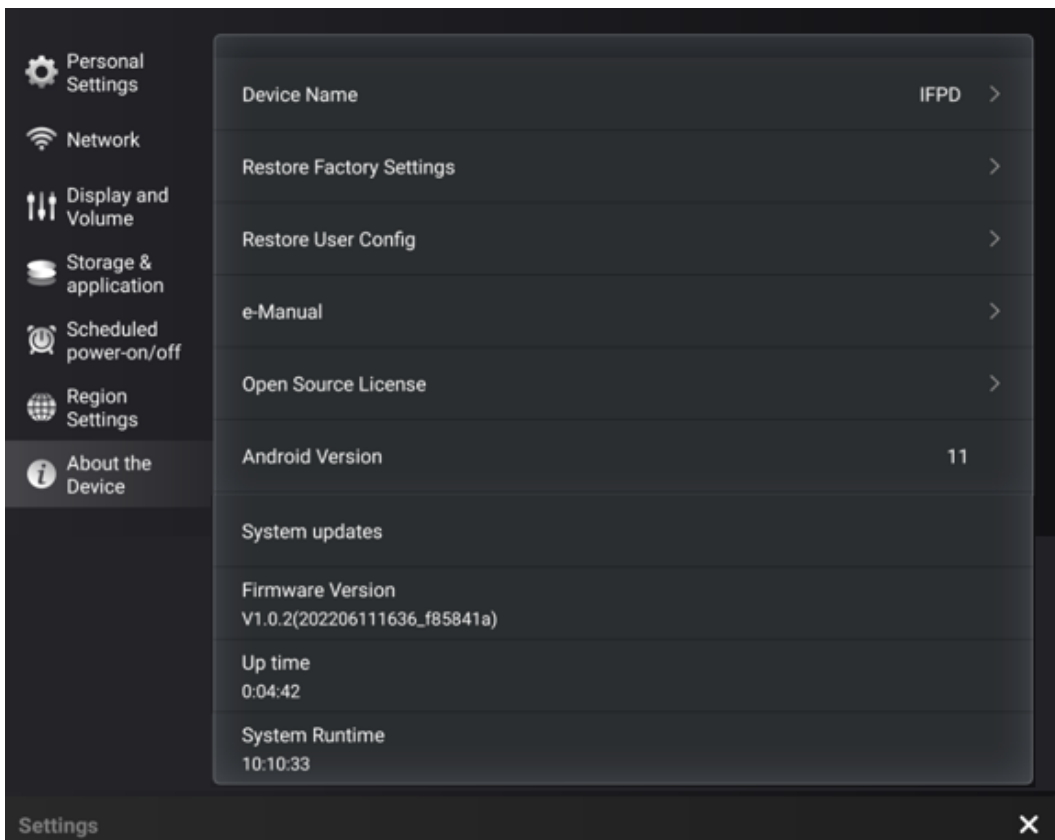 Personal
Settings
Network
Display and
Volume
Storage &
application
Scheduled
power-on/off
Region
Settings
About the
Device
Device Name IFPD
Restore Factory Settings
Restore User Config
e-Manual
Open Source License
Android Version 11
System updates
Firmware Version
V1.0.2(202206111636_f85841a)
Up time
0:04:42
System Runtime
10:10:33
Settings